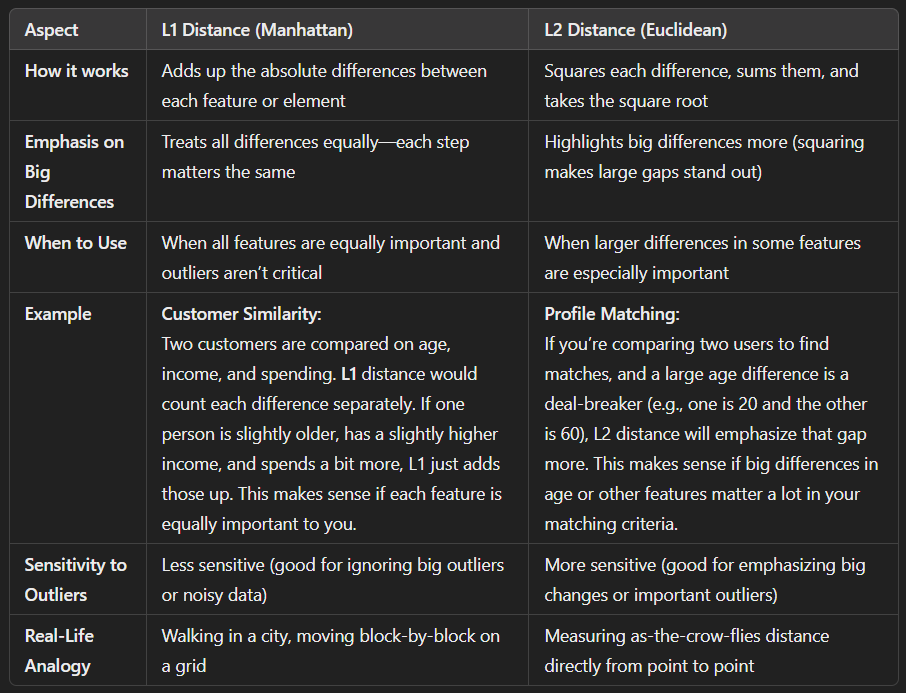 Aspect
L1 Distance (Manhattan)
L2 Distance (Euclidean)
How it works
Adds up the absolute differences between
each feature or element
Squares each difference, sums them, and
takes the square root
Emphasis on
Big
Differences
Treats all differences equally—each step
matters the same
Highlights big differences more (squaring
makes large gaps stand out)
When to Use
When all features are equally important and
outliers aren’t critical
When larger differences in some features
are especially important
Example
Customer Similarity:
Two customers are compared on age,
income, and spending. L1 distance would
count each difference separately. If one
person is slightly older, has a slightly higher
income, and spends a bit more, L1 just adds
those up. This makes sense if each feature is
equally important to you.
Profile Matching:
If you’re comparing two users to find
matches, and a large age difference is a
deal-breaker (e.g., one is 20 and the other
is 60), L2 distance will emphasize that gap
more. This makes sense if big differences in
age or other features matter a lot in your
matching criteria.
Sensitivity to
Outliers
Less sensitive (good for ignoring big outliers
or noisy data)
More sensitive (good for emphasizing big
changes or important outliers)
Real-Life
Analogy
Walking in a city, moving block-by-block on
a grid
Measuring as-the-crow-flies distance
directly from point to point